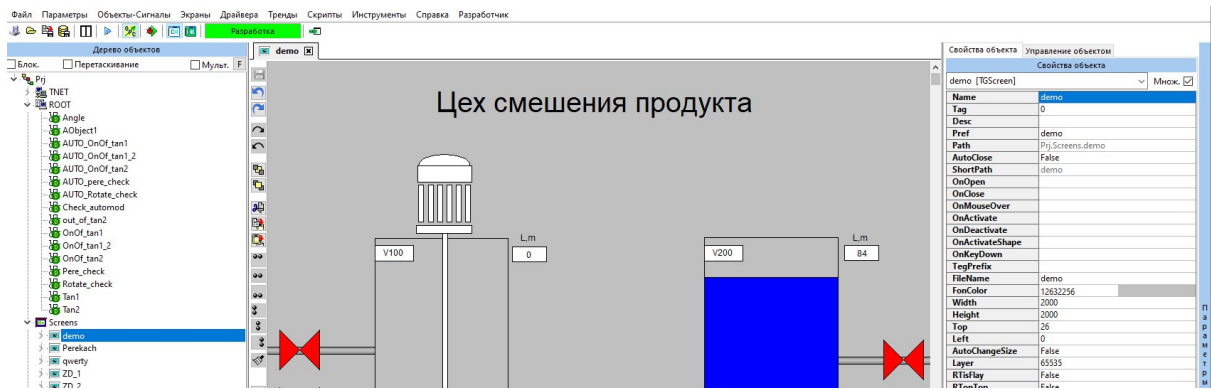 Файл Параметры Объекты-Сигналы Экраны Драйвера Тренды Скрипты Инструменты Справка Разработчик
Разработка
Дерево объектов
Блок. Перетаскивание Мульт. F
Prj
TNET
ROOT
Angle
AObject1
AUTO_OnOf_tan1
AUTO_OnOf_tan1_2
AUTO_OnOf_tan2
AUTO_pere_check
AUTO_Rotate_check
Check_automod
out_of_tan2
OnOf_tan1
OnOf_tan1_2
OnOf_tan2
Pere_check
Rotate_check
Tan1
Tan2
Screens
demo
Perekach
qwerty
ZD_1
ZD_2
demo
Цех смешения продукта
V100
L,m
0
V200
L,m
84
Свойства объекта Управление объектом
Свойства объекта
demo [TGScreen] Множ.
Name demo
Tag 0
Desc
Pref demo
Path Prj.Screens.demo
AutoClose False
ShortPath demo
OnOpen
OnClose
OnMouseOver
OnActivate
OnDeactivate
OnActivateShape
OnKeyDown
TegPrefix
FileName demo
FonColor 12632256
Width 2000
Height 2000
Top 26
Left 0
AutoChangeSize False
Layer 65535
RTisFlay False
RTonTop False
Параметры